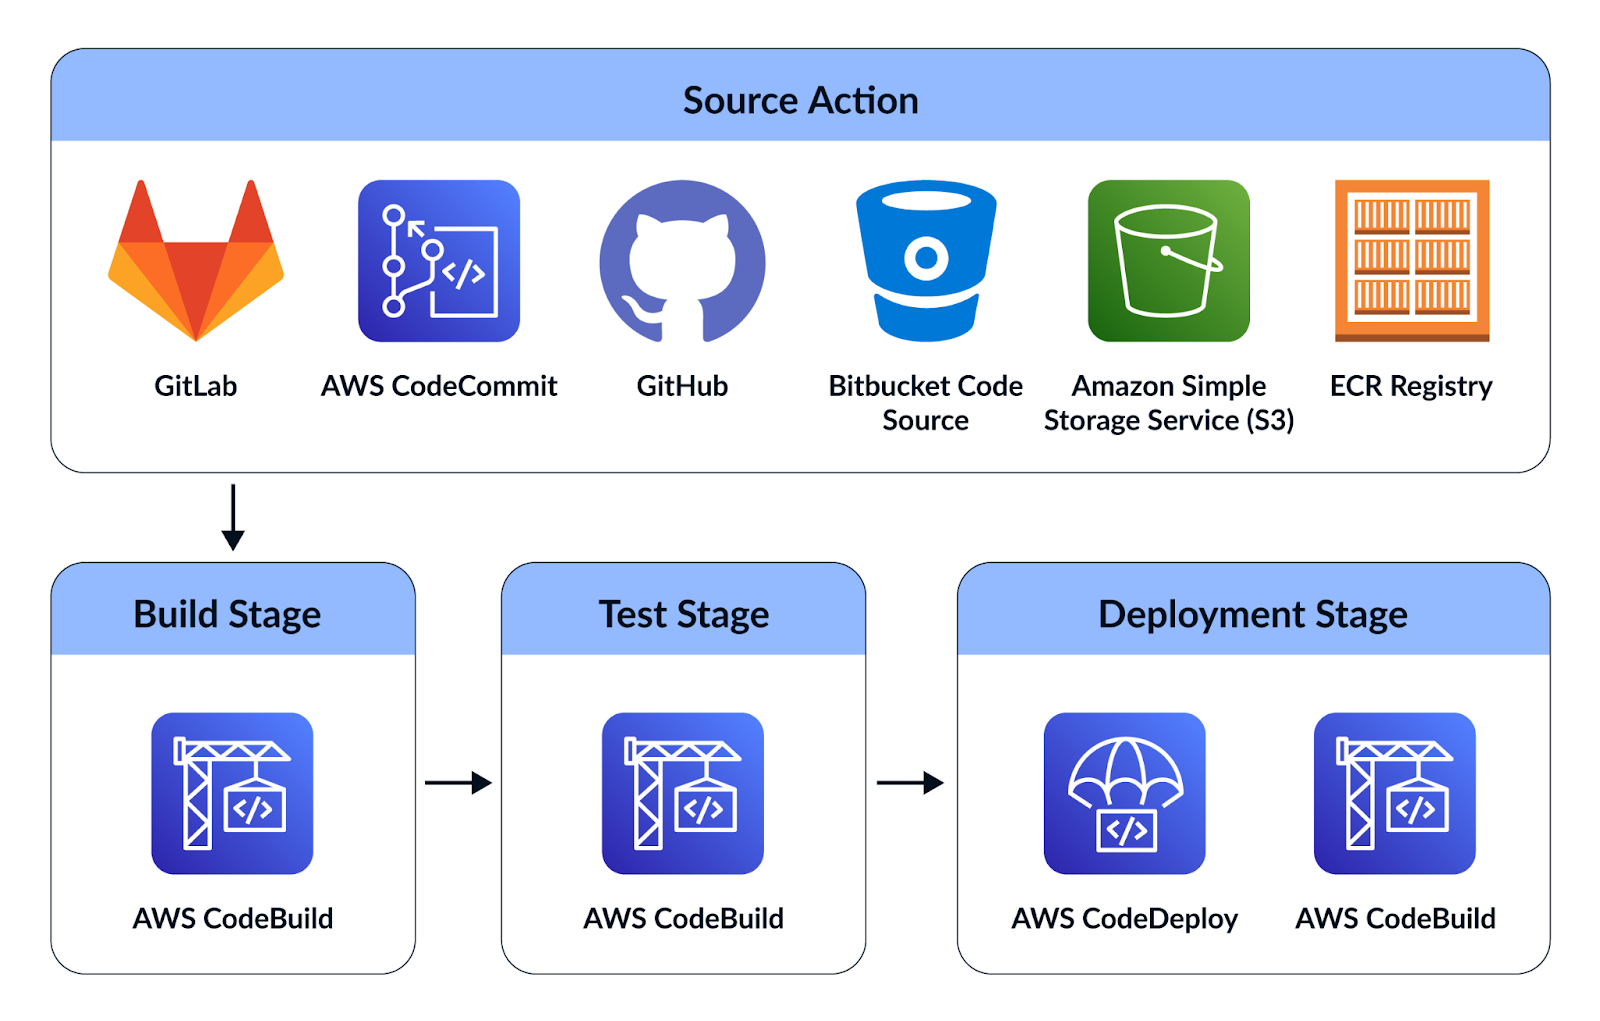 Source Action
GitLab
AWS CodeCommit
GitHub
Bitbucket Code
Source
Amazon Simple
Storage Service (S3)
ECR Registry
Build Stage
AWS CodeBuild
Test Stage
AWS CodeBuild
Deployment Stage
AWS CodeDeploy
AWS CodeBuild